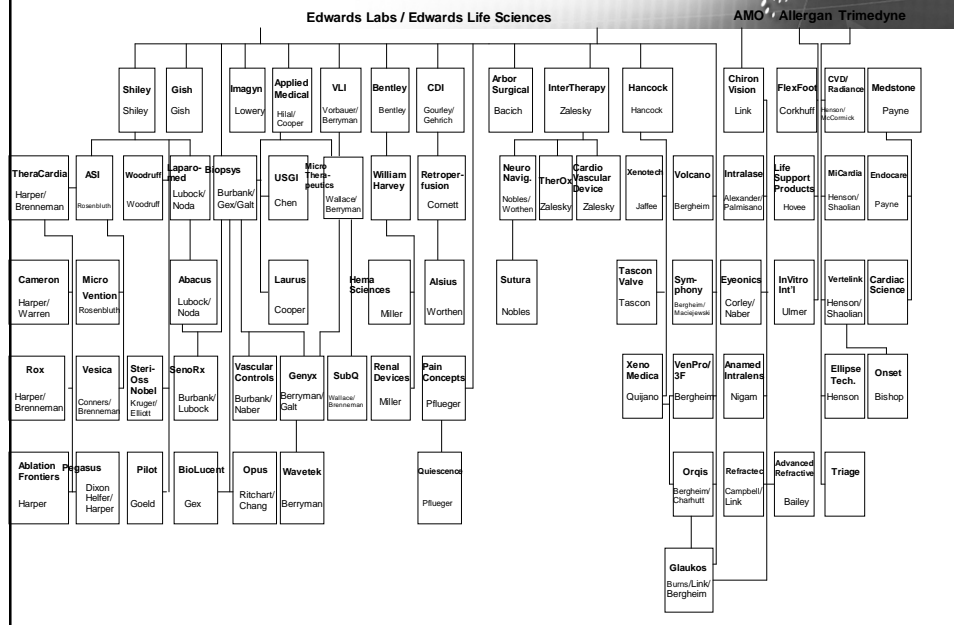 Edwards Labs / Edwards Life Sciences
AMO Allergan Trimedyne
Shiley
Shiley
Gish
Gish
Imagyn
Lowery
Applied
Medical
Hilal/
Cooper
VLI
Vorbauer/
Berryman
Bentley
Bentley
CDI
Gourley/
Gehrich
Arbor
Surgical
Bacich
InterTherapy
Zalesky
Hancock
Hancock
Chiron
Vision
Link
FlexFoot
Corkhuff
CVD/
Radiance
Henson/
McCormick
Medstone
Payne
TheraCardia
Harper/
Brenneman
ASI
Rosenbluth
Woodruff
Woodruff
Laparo-
med
Lubock/
Noda
Biopsys
Burbank/
Gex/Galt
USGI
Chen
Micro
Thera-
peutics
Wallace/
Berryman
William
Harvey
Retroper-
fusion
Cornett
Neuro
Navig.
Nobles/
Worthen
TherOx
Zalesky
Cardio
Vascular
Device
Zalesky
Xenotech
Jaffee
Volcano
Bergheim
Intralase
Alexander/
Palmisano
Life
Support
Products
Hovee
MiCardia
Henson/
Shaolian
Endocare
Payne
Cameron
Harper/
Warren
Micro
Vention
Rosenbluth
Abacus
Lubock/
Noda
Laurus
Cooper
Hema
Sciences
Miller
Alsius
Worthen
Sutura
Nobles
Tascon
Valve
Tascon
Sym-
phony
Bergheim/
Maciejewski
Eyeonics
Corley/
Naber
InVitro
Int'l
Ulmer
Vertelink
Henson/
Shaolian
Cardiac
Science
Rox
Harper/
Brenneman
Vesica
Conners/
Brenneman
Steri-
Oss
Nobel
Kruger/
Elliott
SenoRx
Burbank/
Lubock
Vascular
Controls
Burbank/
Naber
Genyx
Berryman/
Galt
SubQ
Wallace/
Brenneman
Renal
Devices
Miller
Pain
Concepts
Pflueger
Xeno
Medica
Quijano
VenPro/
3F
Bergheim
Anamed
Intralens
Nigam
Ellipse
Tech.
Henson
Onset
Bishop
Ablation
Frontiers
Harper
Pegasus
Dixon
Helfer/
Harper
Pilot
Goeld
BioLucent
Gex
Opus
Ritchart/
Chang
Wavetek
Berryman
Quiescence
Pflueger
Orqis
Bergheim/
Charhutt
Refractec
Campbell/
Link
Advanced
Refractive
Bailey
Triage
Glaukos
Burns/Link/
Bergheim